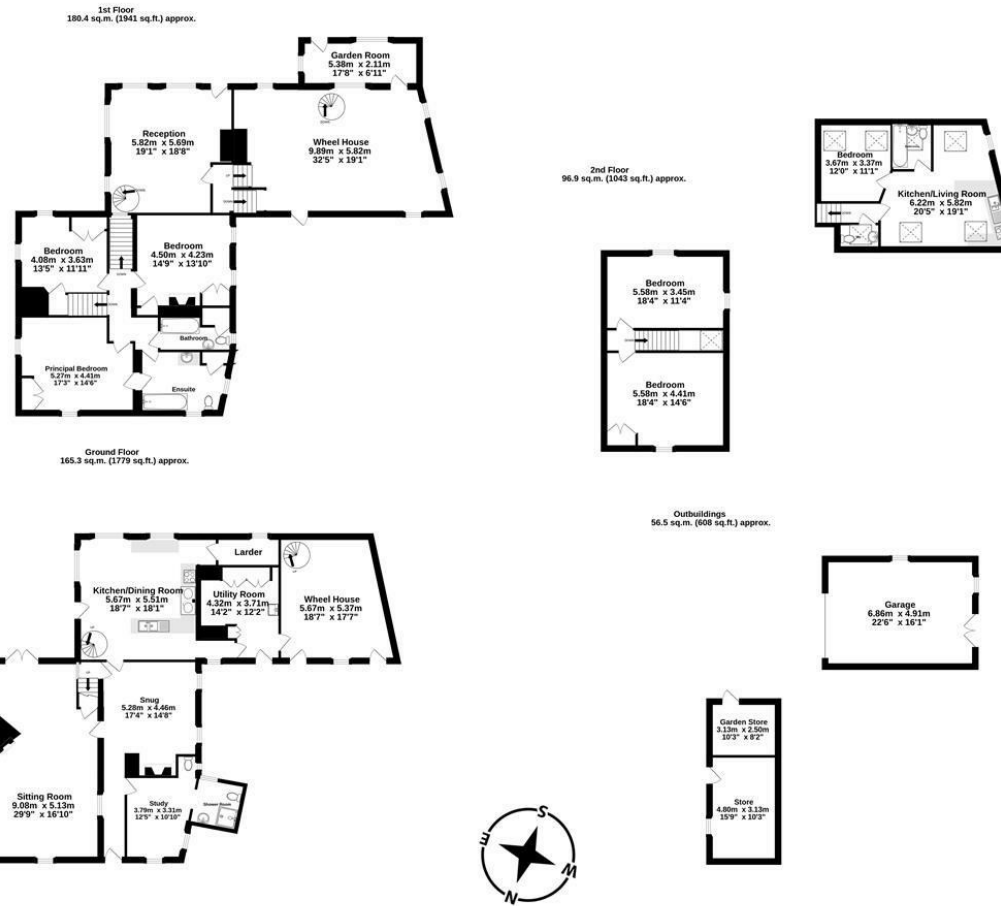 1st Floor
180.4 sq.m. (1941 sq.ft.) approx.
Garden Room
5.38m x 2.11m
17'8" x 6'11"
Reception
5.82m x 5.69m
19'1" x 18'8"
Wheel House
9.89m x 5.82m
32'5" x 19'1"
Bedroom
4.08m x 3.63m
13'5" x 11'11"
Bedroom
4.50m x 4.23m
14'9" x 13'10"
Bathroom
Principal Bedroom
5.27m x 4.41m
17'3" x 14'6"
Ensuite
2nd Floor
96.9 sq.m. (1043 sq.ft.) approx.
Bedroom
3.67m x 3.37m
12'0" x 11'1"
Kitchen/Living Room
6.22m x 5.82m
20'5" x 19'1"
Bedroom
5.58m x 3.45m
18'4" x 11'4"
Bedroom
5.58m x 4.41m
18'4" x 14'6"
Ground Floor
165.3 sq.m. (1779 sq.ft.) approx.
Larder
Kitchen/Dining Room
5.67m x 5.51m
18'7" x 18'1"
Utility Room
4.32m x 3.71m
14'2" x 12'2"
Wheel House
5.67m x 5.37m
18'7" x 17'7"
Snug
5.28m x 4.46m
17'4" x 14'8"
Sitting Room
9.08m x 5.13m
29'9" x 16'10"
Study
3.79m x 3.31m
12'5" x 10'10"
Shower Room
Outbuildings
56.5 sq.m. (608 sq.ft.) approx.
Garage
6.86m x 4.91m
22'6" x 16'1"
Garden Store
3.13m x 2.50m
10'3" x 8'2"
Store
4.80m x 3.13m
15'9" x 10'3"
S
E
W
N